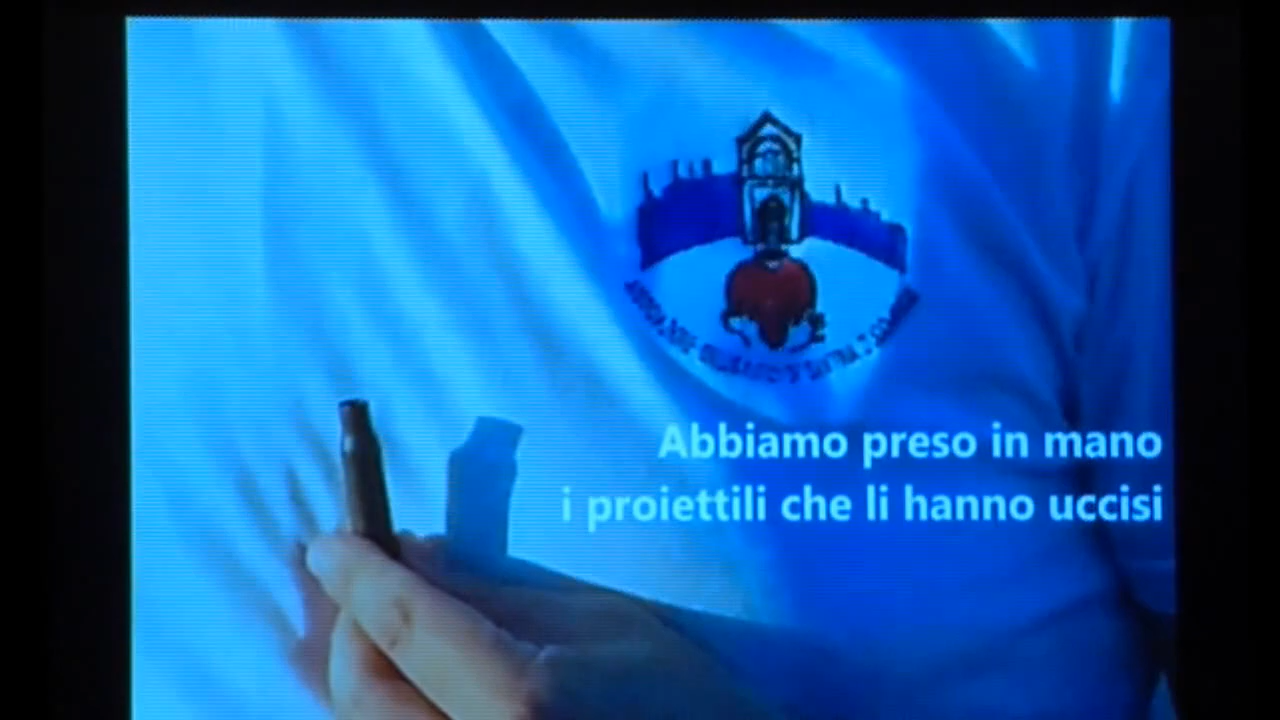 Abbiamo preso in mano
i proiettili che li hanno uccisi